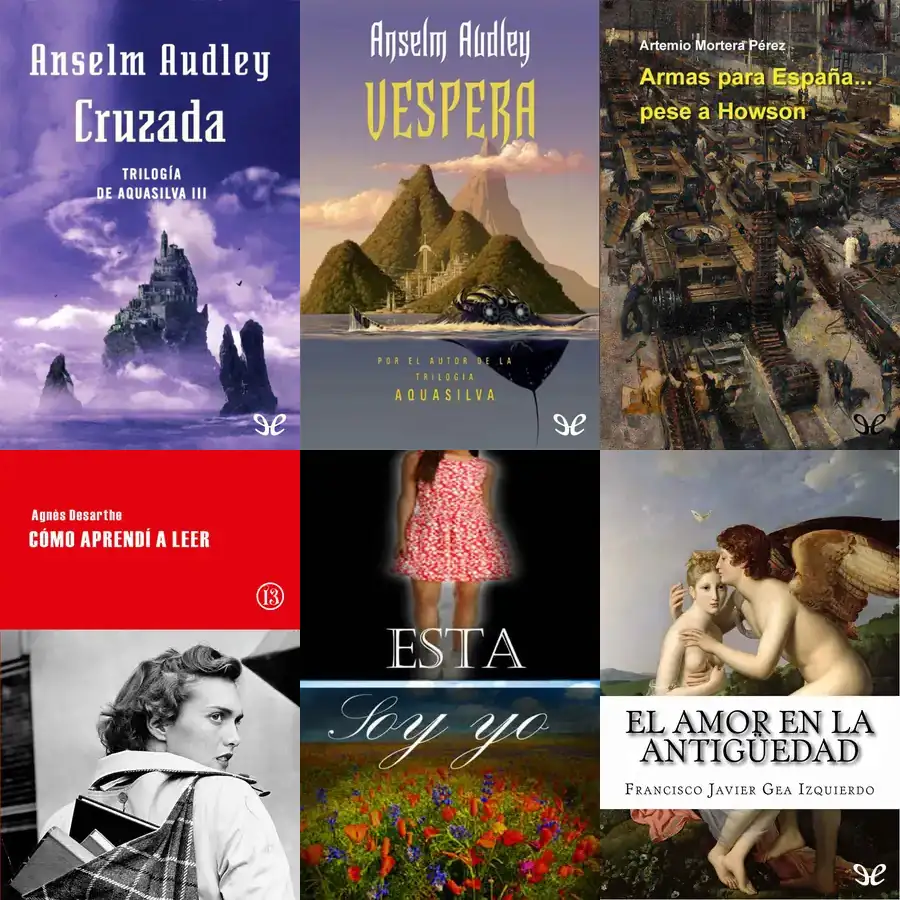 Anselm Audley
Cruzada
TRILOGÍA
DE AQUASILVA III
Anselm Audley
VESPERA
POR EL AUTOR DE LA
TRILOGIA
AQUASILVA
Artemio Mortera Pérez
Armas para España...
pese a Howson
Agnès Desarthe
CÓMO APRENDÍ A LEER
13
ESTA
Soy yo
EL AMOR EN LA
ANTIGÜEDAD
Francisco Javier Gea Izquierdo